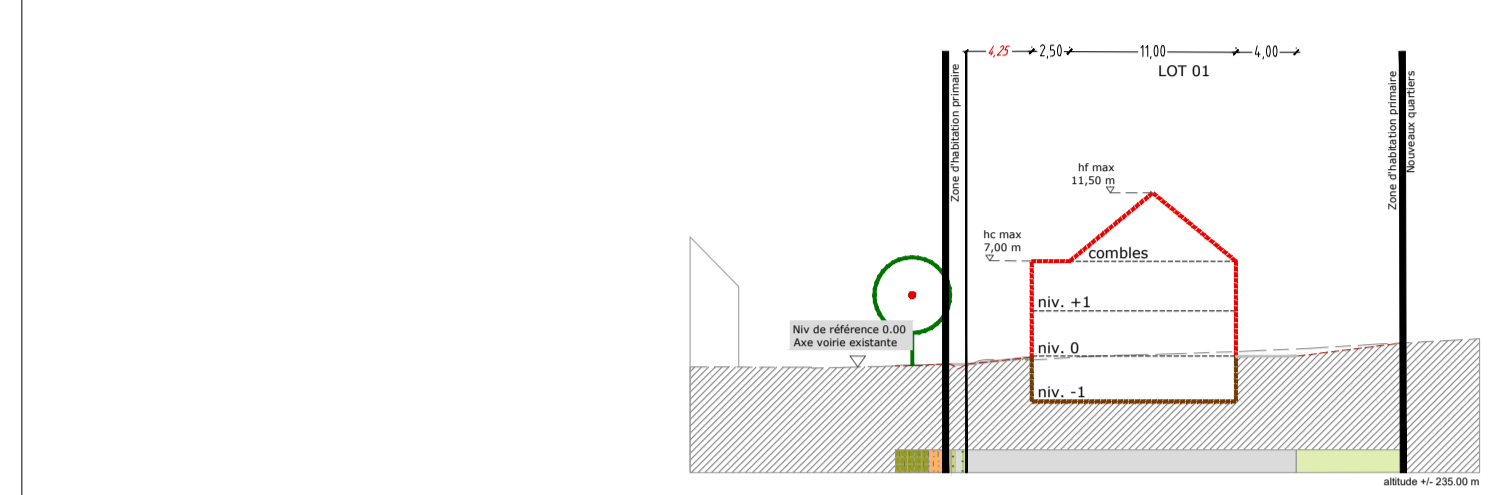 4,25 2,50 11,00 4,00
LOT 01
Zone d'habitation primaire
Zone d'habitation primaire
Nouveaux quartiers
hf max
11,50 m
hc max
7,00 m
combles
niv. +1
Niv de référence 0.00
Axe voirie existante
niv. 0
niv. -1
altitude +/- 235.00 m